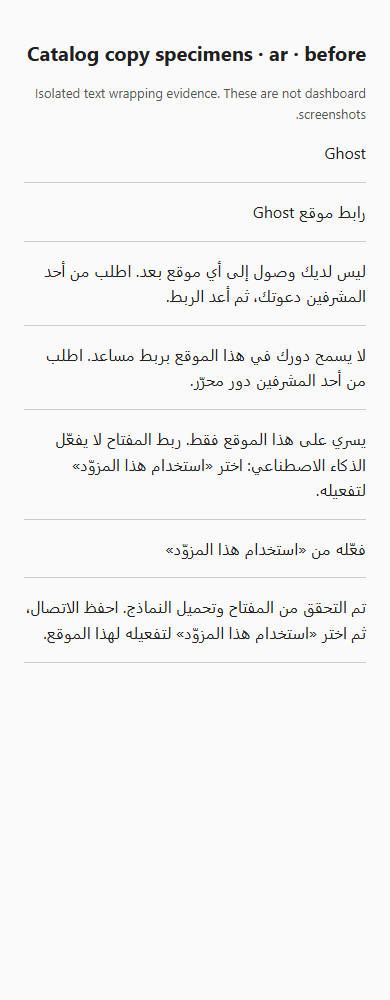 Catalog copy specimens · ar · before
Isolated text wrapping evidence. These are not dashboard
screenshots.
Ghost
رابط موقع Ghost
ليس لديك وصول إلى أي موقع بعد. اطلب من أحد
المشرفين دعوتك، ثم أعد الربط.
لا يسمح دورك في هذا الموقع بربط مساعد. اطلب
من أحد المشرفين دور محرّر.
يسري على هذا الموقع فقط. ربط المفتاح لا يفعّل
الذكاء الاصطناعي: اختر «استخدام هذا المزوّد»
لتفعيله.
فعّله من «استخدام هذا المزوّد»
تم التحقق من المفتاح وتحميل النماذج. احفظ الاتصال،
ثم اختر «استخدام هذا المزوّد» لتفعيله لهذا الموقع.